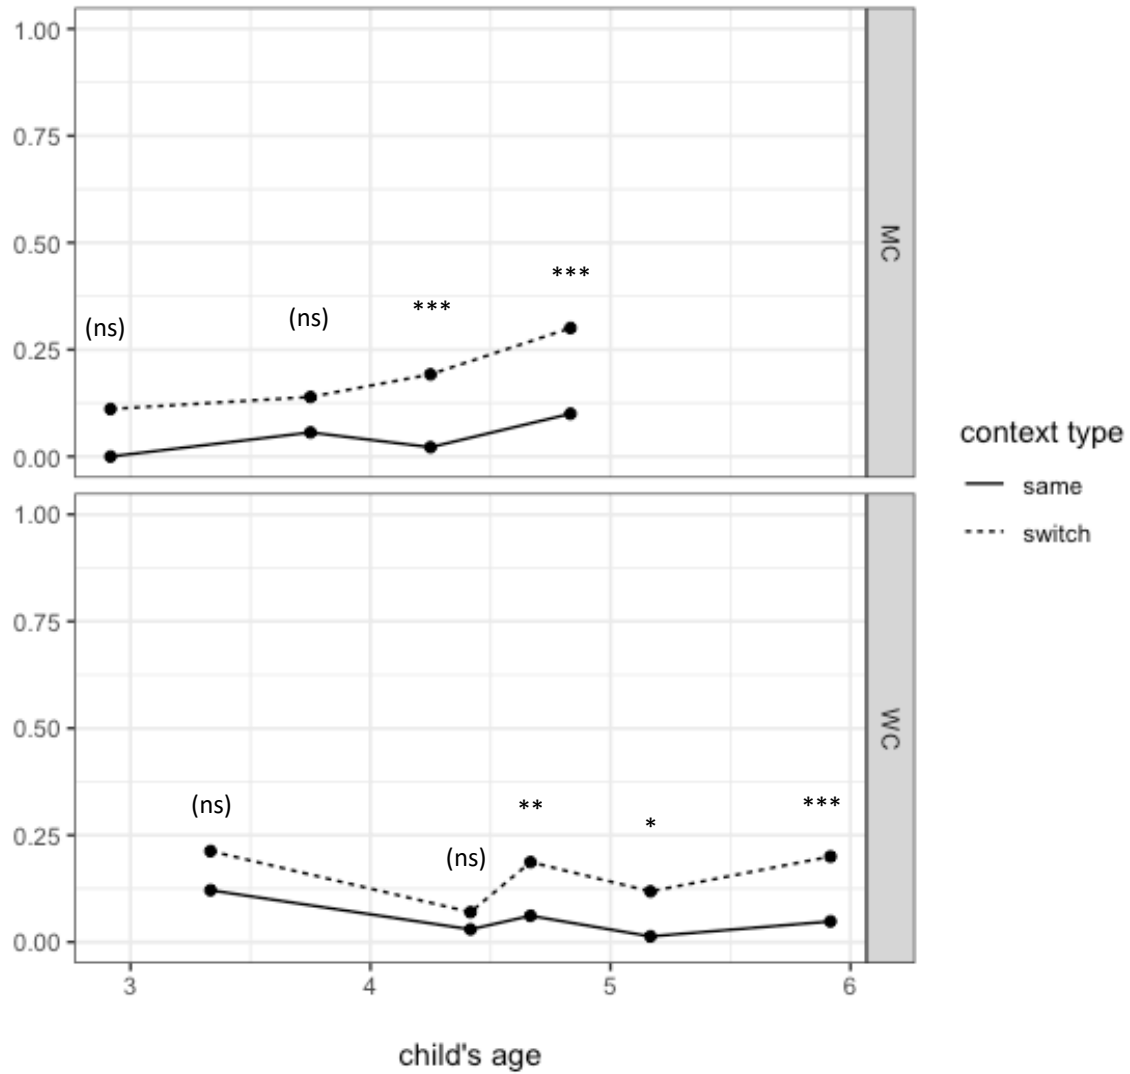 1.00
0.75
0.50
0.25
0.00
(ns)
(ns)
***
***
MC
1.00
0.75
0.50
0.25
0.00
(ns)
(ns)
**
*
***
WC
3 4 5 6
child's age
context type
same
switch